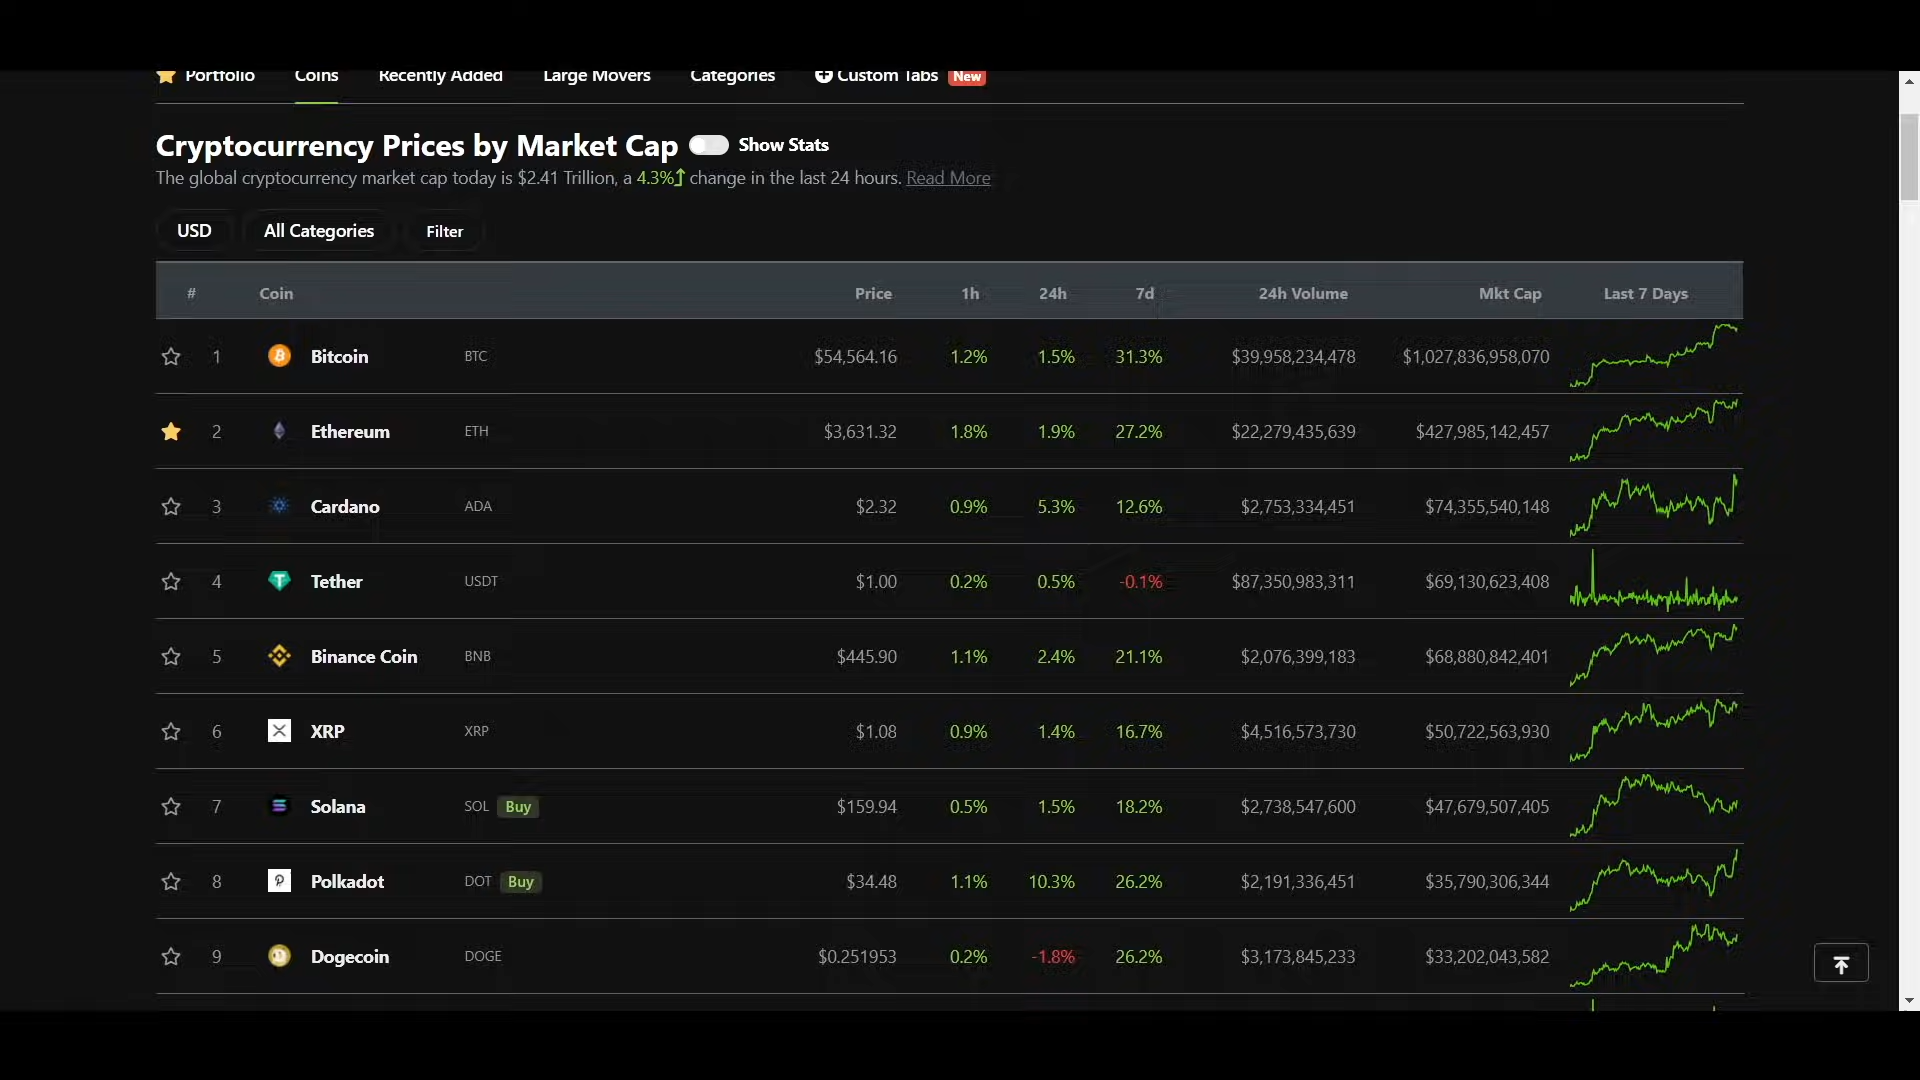 Portfolio Coins Recently Added Large Movers Categories Custom Tabs New
Cryptocurrency Prices by Market Cap Show Stats
The global cryptocurrency market cap today is $2.41 Trillion, a 4.3% change in the last 24 hours. Read More
USD All Categories Filter
# Coin Price 1h 24h 7d 24h Volume Mkt Cap Last 7 Days
1 Bitcoin BTC $54,564.16 1.2% 1.5% 31.3% $39,958,234,478 $1,027,836,958,070
2 Ethereum ETH $3,631.32 1.8% 1.9% 27.2% $22,279,435,639 $427,985,142,457
3 Cardano ADA $2.32 0.9% 5.3% 12.6% $2,753,334,451 $74,355,540,148
4 Tether USDT $1.00 0.2% 0.5% -0.1% $87,350,983,311 $69,130,623,408
5 Binance Coin BNB $445.90 1.1% 2.4% 21.1% $2,076,399,183 $68,880,842,401
6 XRP XRP $1.08 0.9% 1.4% 16.7% $4,516,573,730 $50,722,563,930
7 Solana SOL Buy $159.94 0.5% 1.5% 18.2% $2,738,547,600 $47,679,507,405
8 Polkadot DOT Buy $34.48 1.1% 10.3% 26.2% $2,191,336,451 $35,790,306,344
9 Dogecoin DOGE $0.251953 0.2% -1.8% 26.2% $3,173,845,233 $33,202,043,582